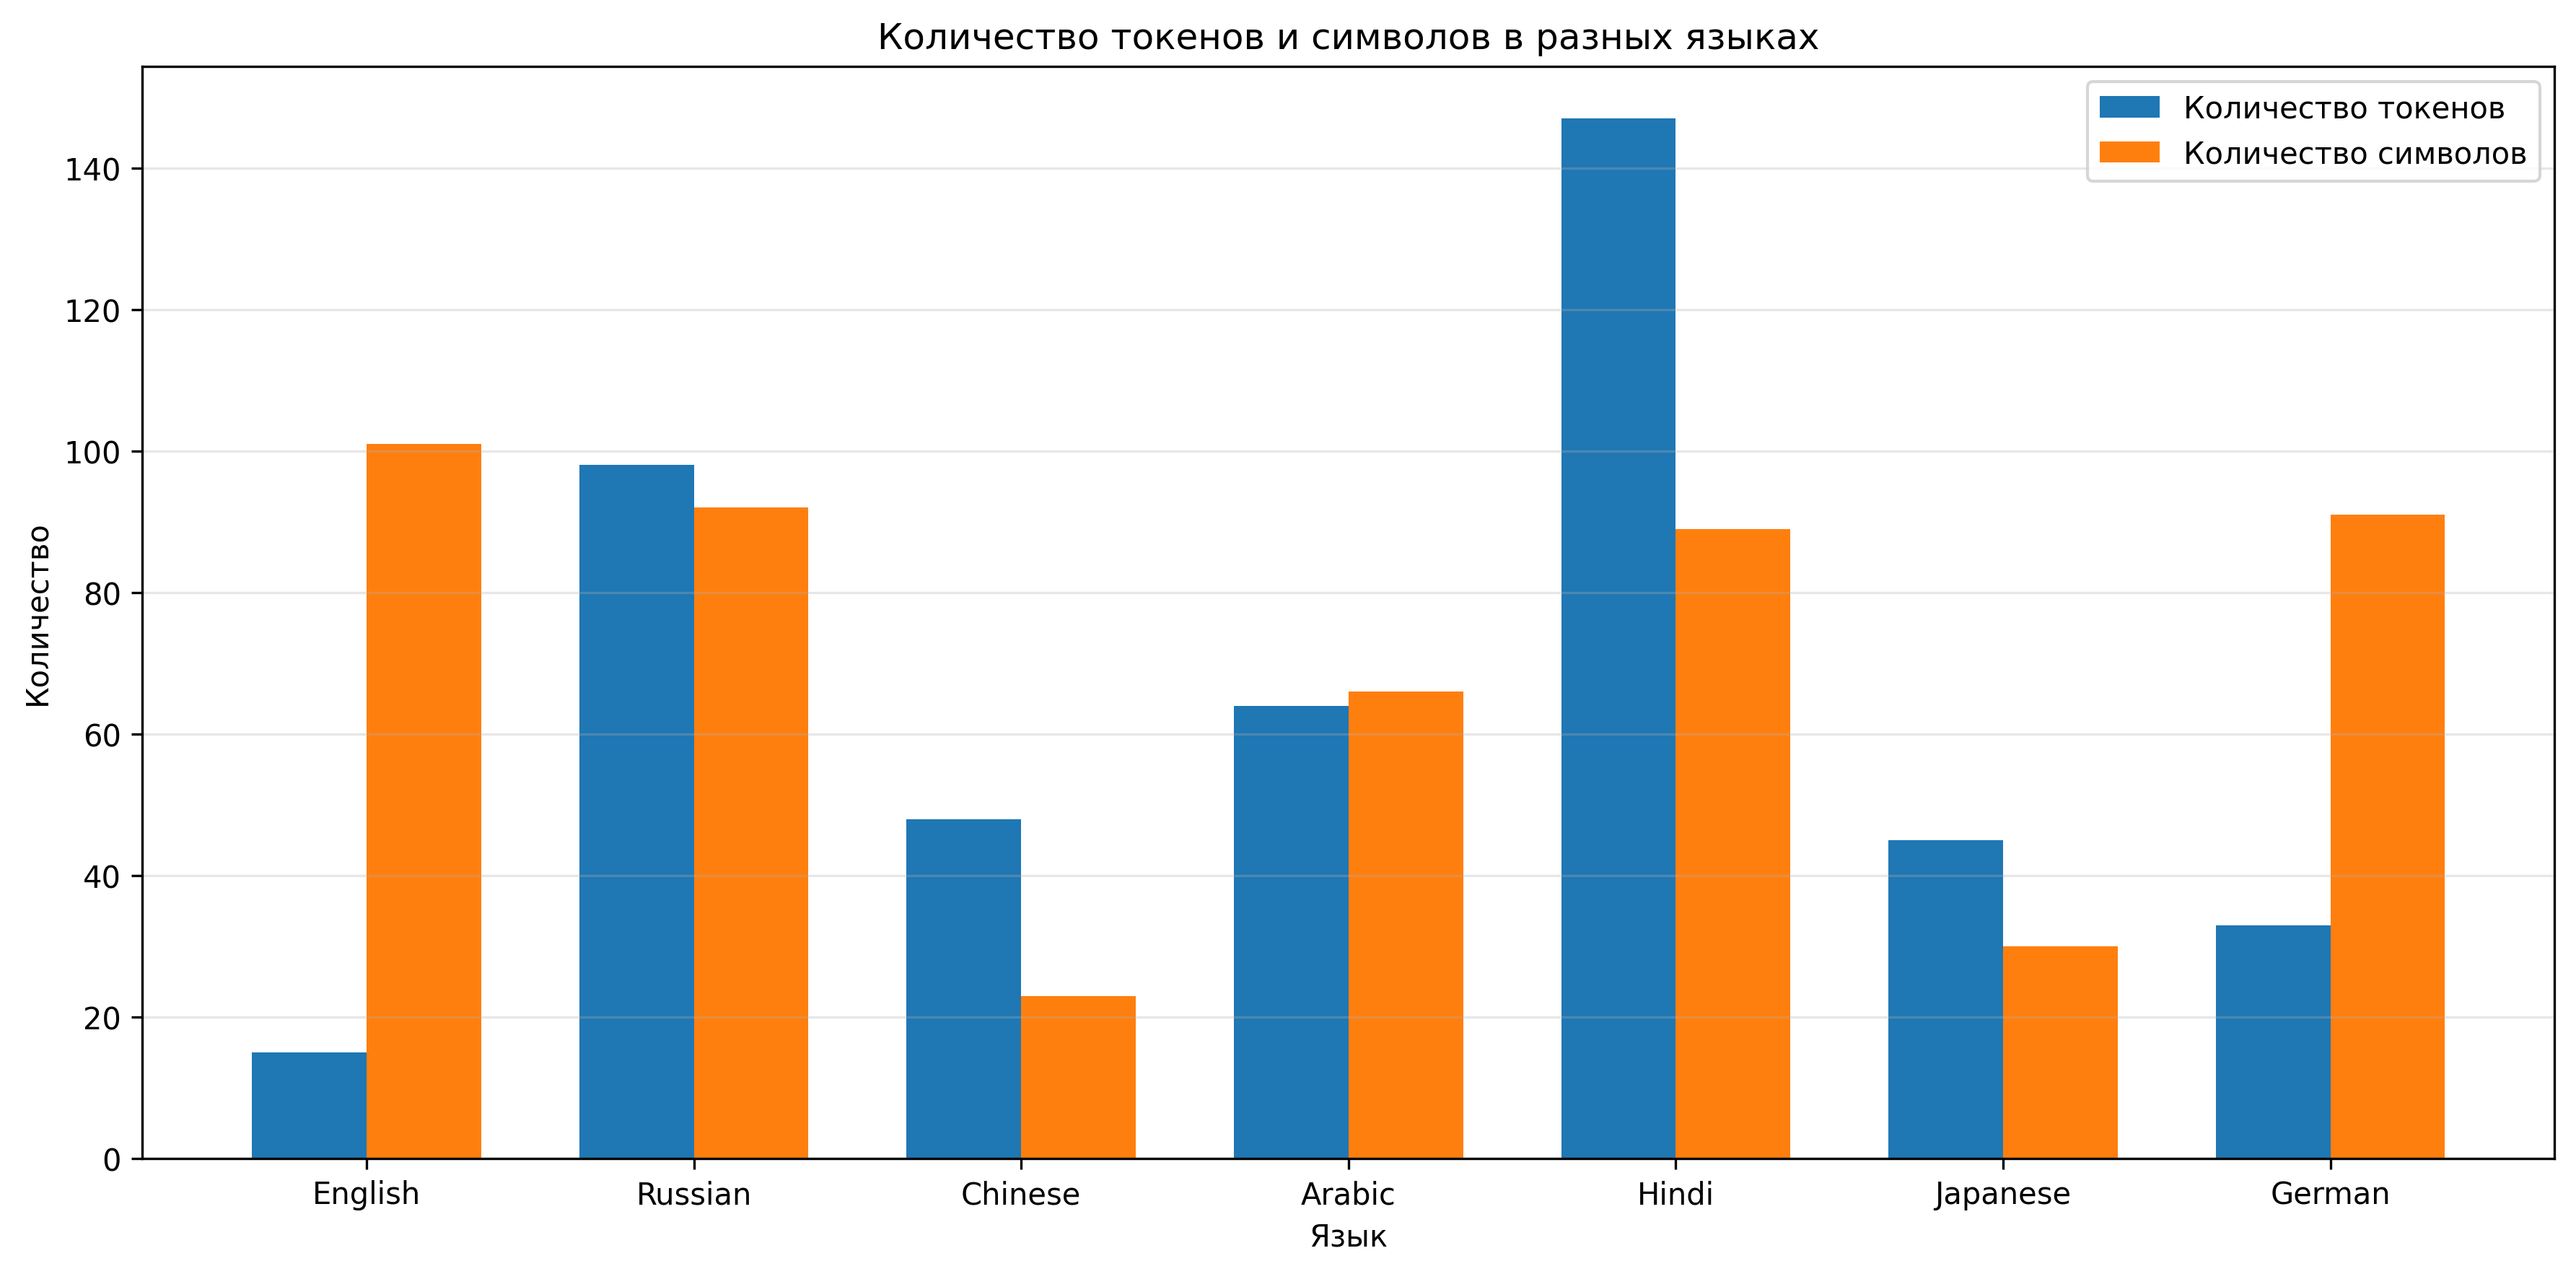 Количество токенов и символов в разных языках
Количество токенов
Количество символов
Количество
140
120
100
80
60
40
20
0
English Russian Chinese Arabic Hindi Japanese German
Язык